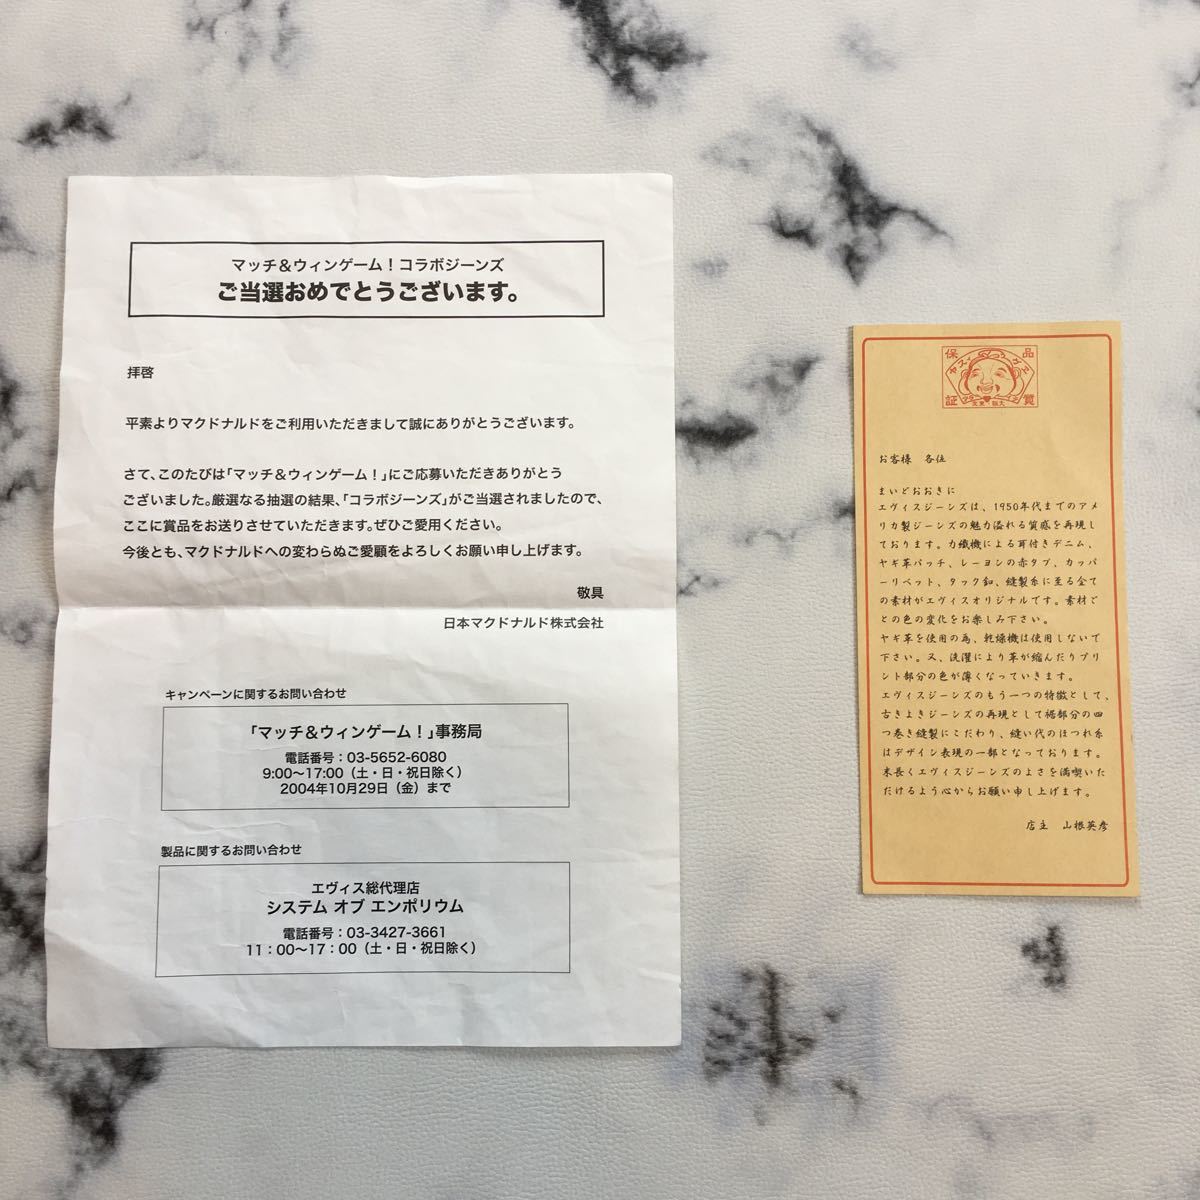 マッチ＆ウィンゲーム！コラボジーンズ
ご当選おめでとうございます。
拝啓
平素よりマクドナルドをご利用いただきまして誠にありがとうございます。
さて、このたびは「マッチ＆ウィンゲーム！」にご応募いただきありがとう
ございました。厳選なる抽選の結果、「コラボジーンズ」がご当選されましたので、
ここに賞品をお送りさせていただきます。ぜひご愛用ください。
今後とも、マクドナルドへの変わらぬご愛顧をよろしくお願い申し上げます。
敬具
日本マクドナルド株式会社
キャンペーンに関するお問い合わせ
「マッチ＆ウィンゲーム！」事務局
電話番号：03-5652-6080
9:00〜17:00（土・日・祝日除く）
2004年10月29日（金）まで
製品に関するお問い合わせ
エヴィス総代理店
システム オブ エンポリウム
電話番号：03-3427-3661
11：00〜17：00（土・日・祝日除く）
品質
保証
お客様 各位
まいどおおきに
エヴィスジーンズは、1950年代までのアメ
リカ製ジーンズの魅力溢れる質感を再現し
ております。力織機による耳付きデニム、
ヤギ革パッチ、レーヨンの赤タブ、カッパ
ーリベット、タック釦、縫製糸に至る全て
の素材がエヴィスオリジナルです。素材ご
との色の変化をお楽しみ下さい。
ヤギ革を使用の為、乾燥機は使用しないで
下さい。又、洗濯により革が縮んだりプリ
ント部分の色が薄くなっていきます。
エヴィスジーンズのもう一つの特徴として、
古きよきジーンズの再現として裾部分の四
つ巻き縫製にこだわり、縫い代のほつれ糸
はデザイン表現の一部となっております。
末長くエヴィスジーンズのよさを満喫いた
だけるよう心からお願い申し上げます。
店主 山根英彦